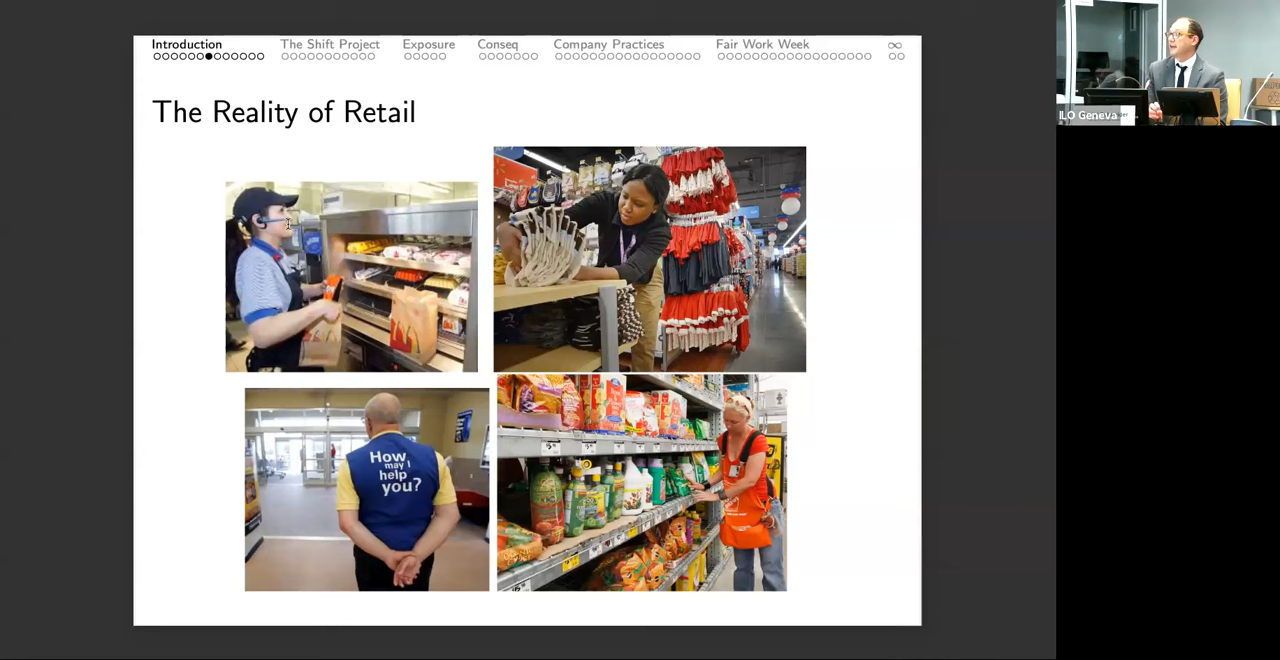 Introduction
The Shift Project
Exposure
Conseq
Company Practices
Fair Work Week
∞
The Reality of Retail
How
may I
help
you?
ILO Geneva